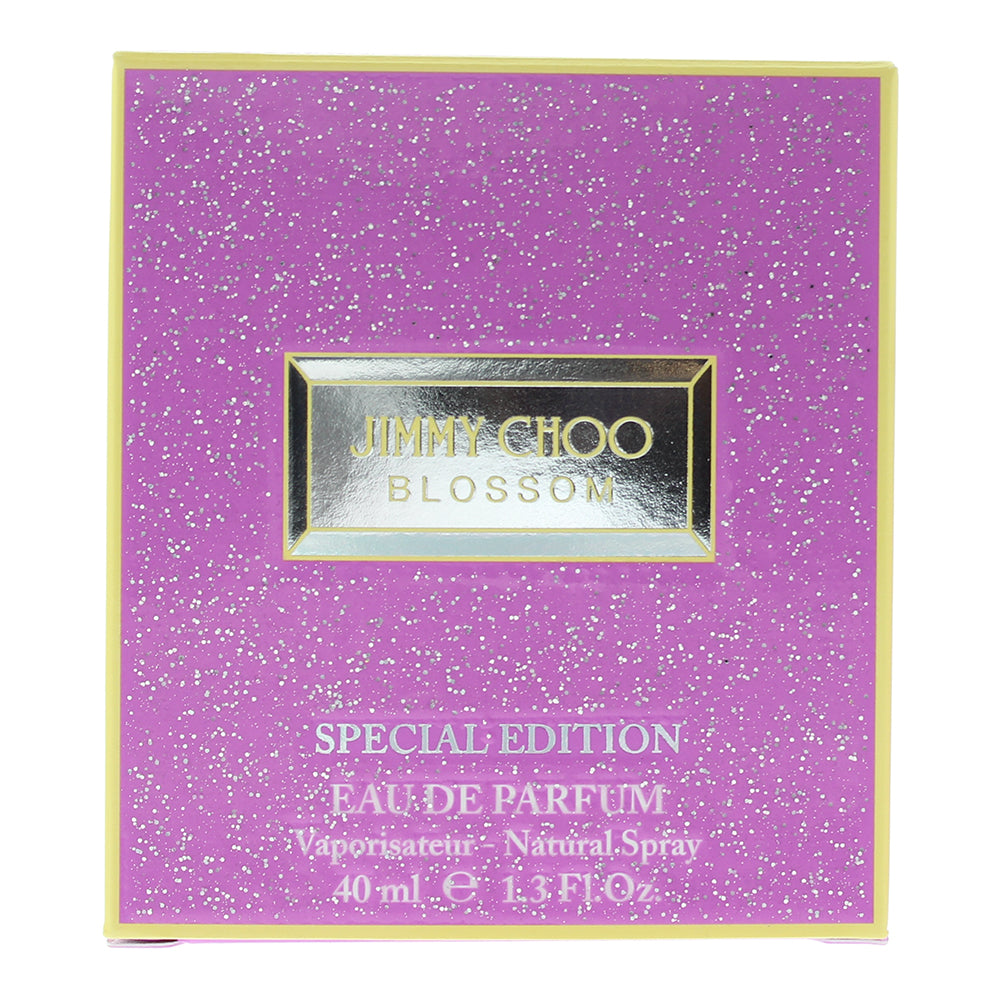 JIMMY CHOO
BLOSSOM
SPECIAL EDITION
EAU DE PARFUM
Vaporisateur - Natural Spray
40 ml ℮ 1.3 Fl.Oz.